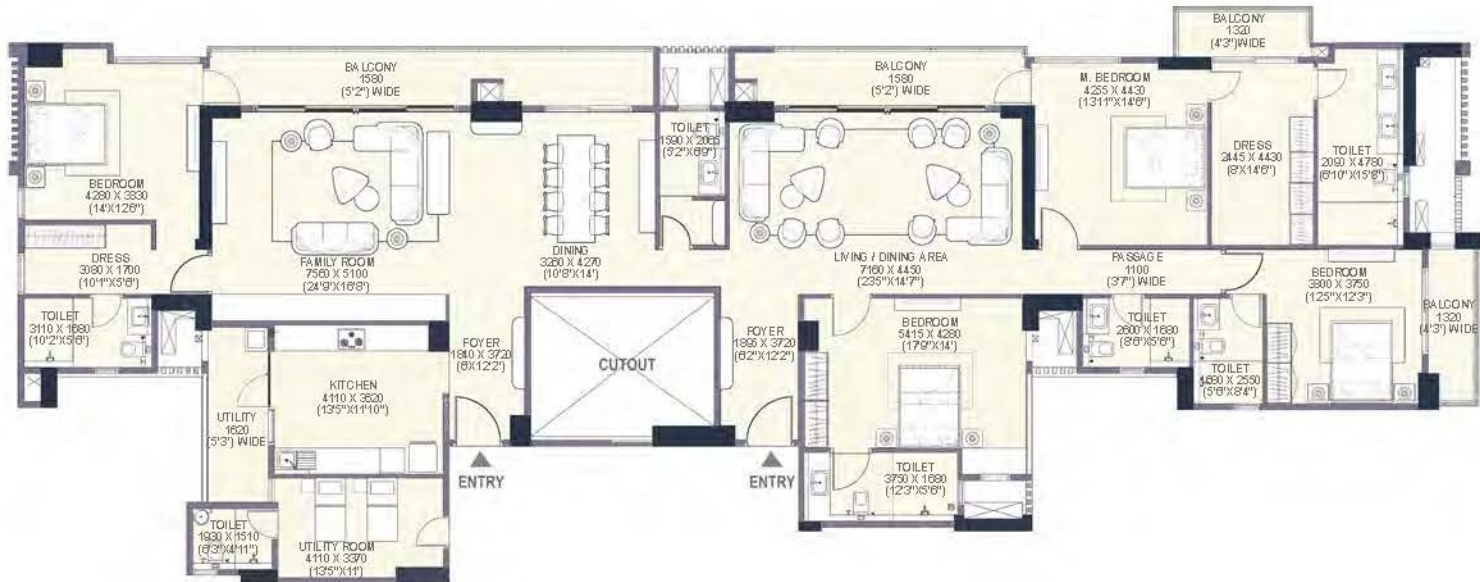 BALCONY
1320
(4'3") WIDE
BALCONY
1580
(5'2") WIDE
BALCONY
1580
(5'2") WIDE
M. BEDROOM
4255 X 4430
(13'11"X14'6")
TOILET
1590 X 2065
(5'2"X6'9")
DRESS
2445 X 4430
(8'X14'6")
TOILET
2090 X 4780
(6'10" X15'8")
BEDROOM
4280 X 3830
(14'X12'6")
DRESS
3080 X 1700
(10'1"X5'6")
FAMILY ROOM
7560 X 5100
(24'9"X16'8")
DINING
3260 X 4270
(10'8"X14')
LIVING / DINING AREA
7160 X 4450
(23'5"X14'7")
PASSAGE
1100
(3'7") WIDE
BEDROOM
3800 X 3750
(12'5"X12'3")
BALCONY
1320
(4'3") WIDE
TOILET
3110 X 1680
(10'2"X5'6")
FOYER
1840 X 3720
(6'X12'2")
CUTOUT
FOYER
1895 X 3720
(6'2"X12'2")
BEDROOM
5415 X 4280
(17'9"X14')
TOILET
2600 X 1680
(8'6"X5'6")
TOILET
1680 X 2550
(5'6"X8'4")
KITCHEN
4110 X 3620
(13'5"X11'10")
UTILITY
1620
(5'3") WIDE
ENTRY
ENTRY
TOILET
3750 X 1680
(12'3"X5'6")
TOILET
1930 X 1510
(6'3"X4'11")
UTILITY ROOM
4110 X 3370
(13'5"X11')